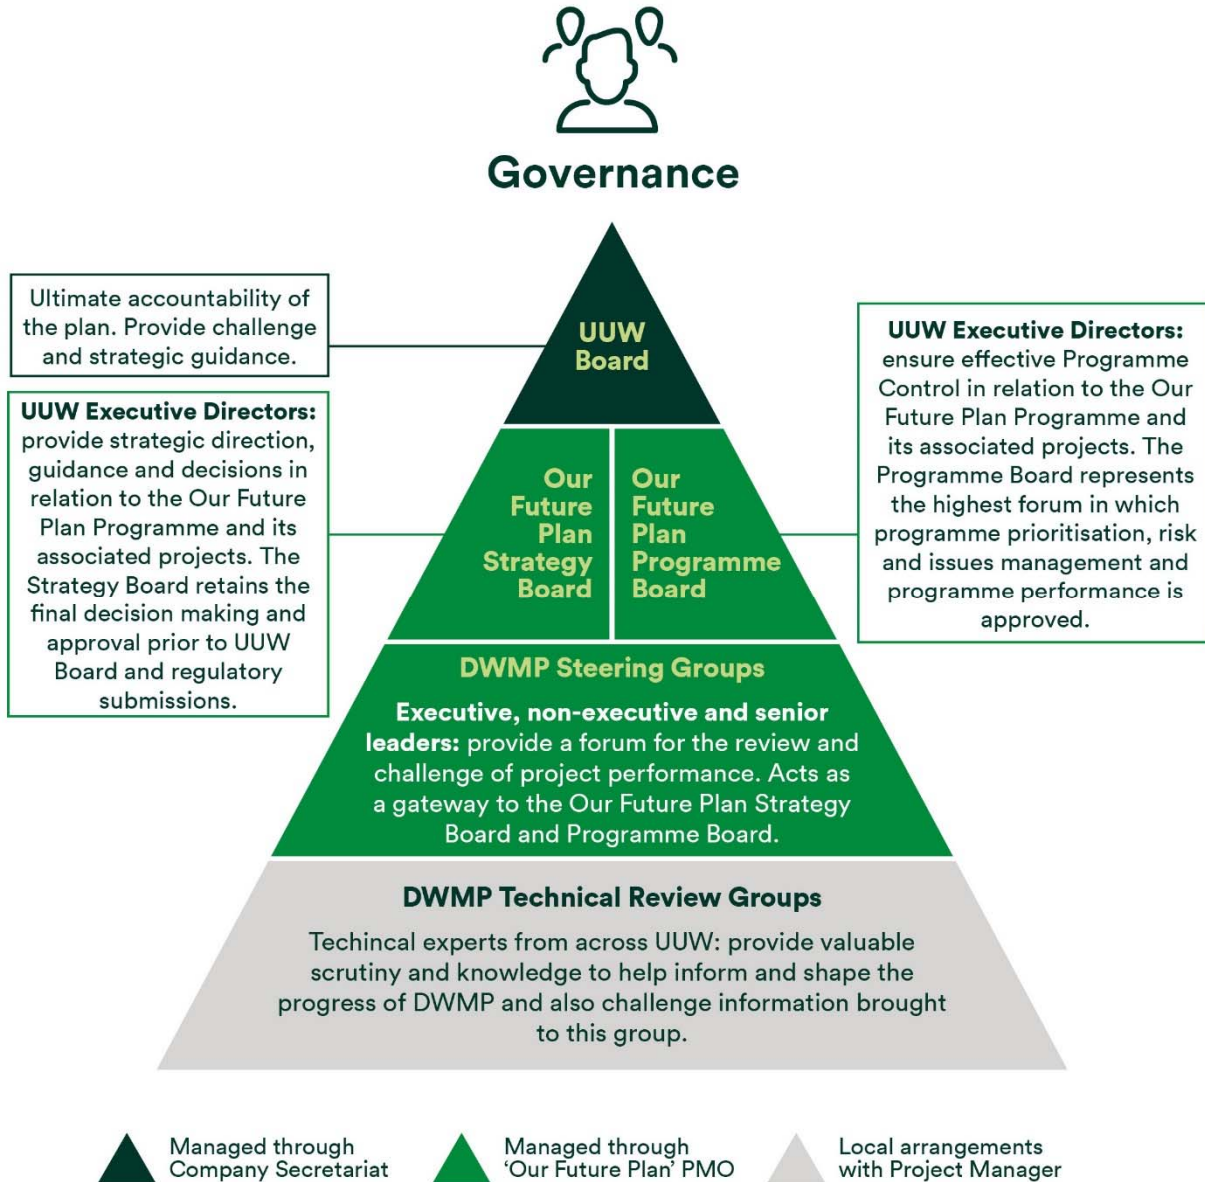 Governance
Ultimate accountability of
the plan. Provide challenge
and strategic guidance.
UUW
Board
UUW Executive Directors:
provide strategic direction,
guidance and decisions in
relation to the Our Future
Plan Programme and its
associated projects. The
Strategy Board retains the
final decision making and
approval prior to UUW
Board and regulatory
submissions.
Our
Future
Plan
Strategy
Board
Our
Future
Plan
Programme
Board
UUW Executive Directors:
ensure effective Programme
Control in relation to the Our
Future Plan Programme and
its associated projects. The
Programme Board represents
the highest forum in which
programme prioritisation, risk
and issues management and
programme performance is
approved.
DWMP Steering Groups
Executive, non-executive and senior
leaders: provide a forum for the review and
challenge of project performance. Acts as
a gateway to the Our Future Plan Strategy
Board and Programme Board.
DWMP Technical Review Groups
Techincal experts from across UUW: provide valuable
scrutiny and knowledge to help inform and shape the
progress of DWMP and also challenge information brought
to this group.
Managed through
Company Secretariat
Managed through
‘Our Future Plan’ PMO
Local arrangements
with Project Manager